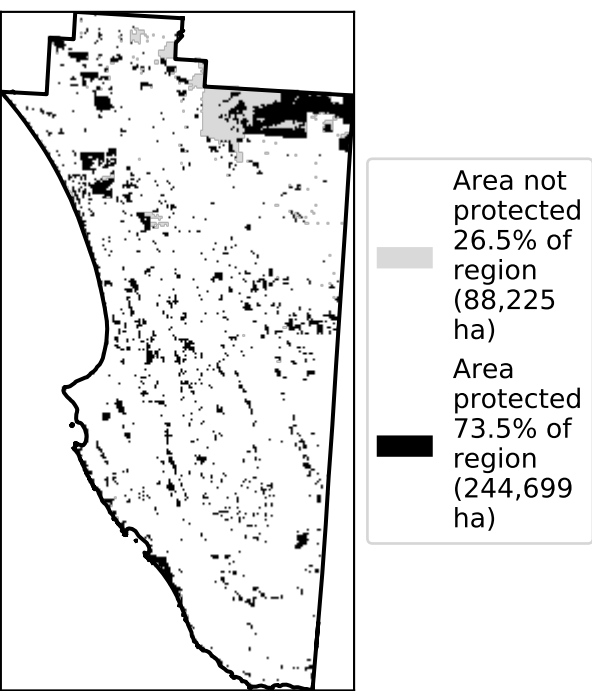 Area not
protected
26.5% of
region
(88,225
ha)
Area
protected
73.5% of
region
(244,699
ha)